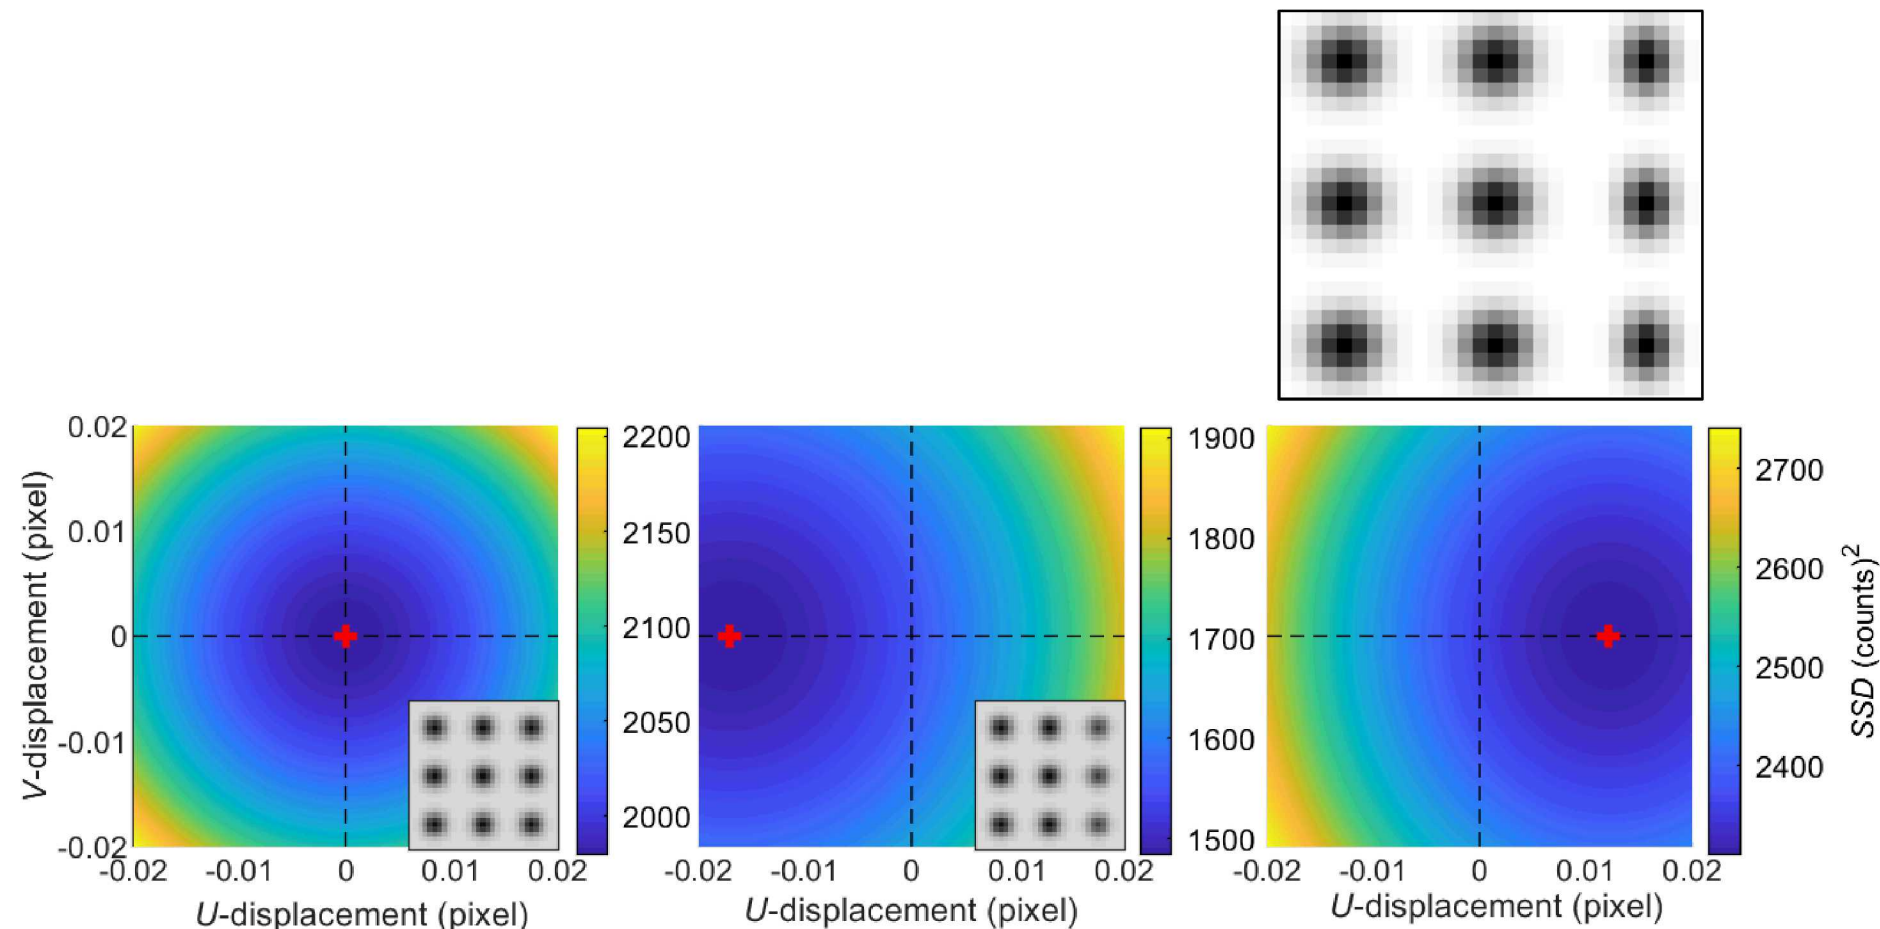 0.02
0.01
0
-0.01
-0.02
V-displacement (pixel)
-0.02 -0.01 0 0.01 0.02
U-displacement (pixel)
2200
2150
2100
2050
2000
-0.02 -0.01 0 0.01 0.02
U-displacement (pixel)
1900
1800
1700
1600
1500
-0.02 -0.01 0 0.01 0.02
U-displacement (pixel)
2700
2600
2500
2400
SSD (counts)²